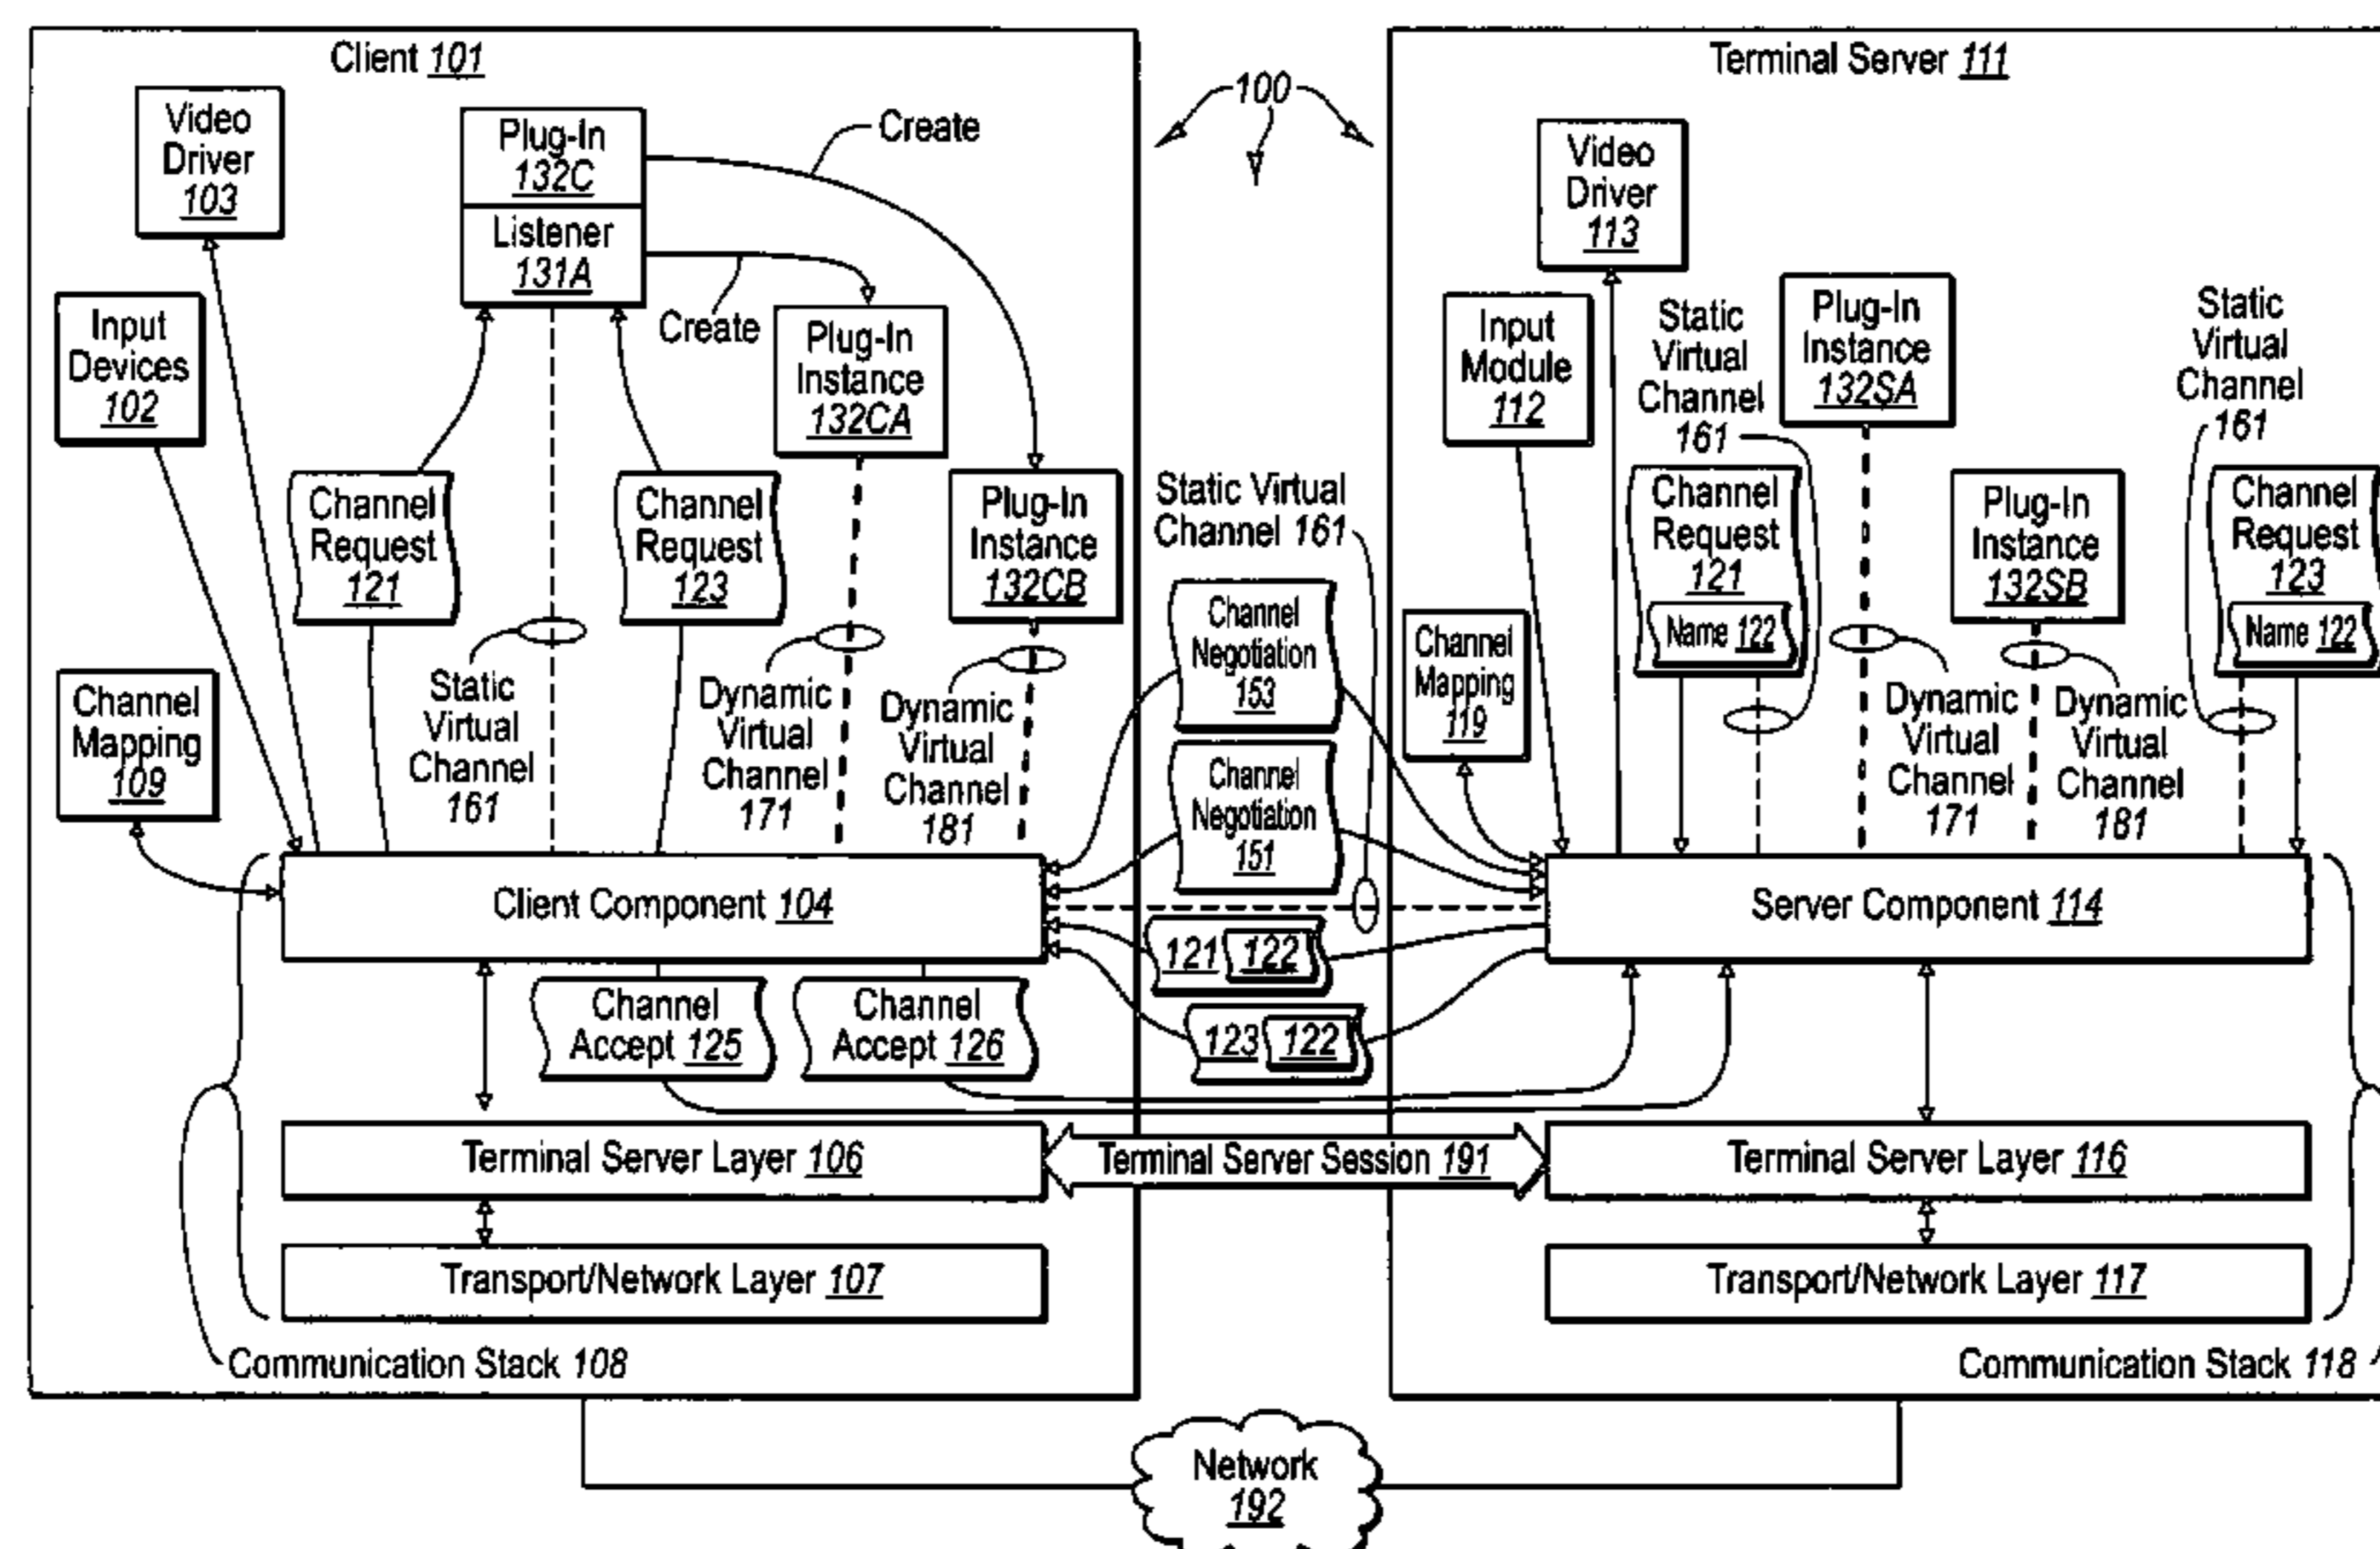 Client 101
Video
Driver
103
Plug-In
132C
Listener
131A
Create
Create
Input
Devices
102
Plug-In
Instance
132CA
Channel
Request
121
Channel
Request
123
Plug-In
Instance
132CB
Channel
Mapping
109
Static
Virtual
Channel
161
Dynamic
Virtual
Channel
171
Dynamic
Virtual
Channel
181
Client Component 104
Channel
Accept 125
Channel
Accept 126
Terminal Server Layer 106
Transport/Network Layer 107
Communication Stack 108
100
Static Virtual
Channel 161
Channel
Negotiation
153
Channel
Negotiation
151
121 122
123 122
Terminal Server Session 191
Terminal Server 111
Video
Driver
113
Input
Module
112
Static
Virtual
Channel
161
Plug-In
Instance
132SA
Static
Virtual
Channel
161
Channel
Request
121
Name 122
Plug-In
Instance
132SB
Channel
Request
123
Name 122
Channel
Mapping
119
Dynamic
Virtual
Channel
171
Dynamic
Virtual
Channel
181
Server Component 114
Terminal Server Layer 116
Transport/Network Layer 117
Communication Stack 118
Network
192